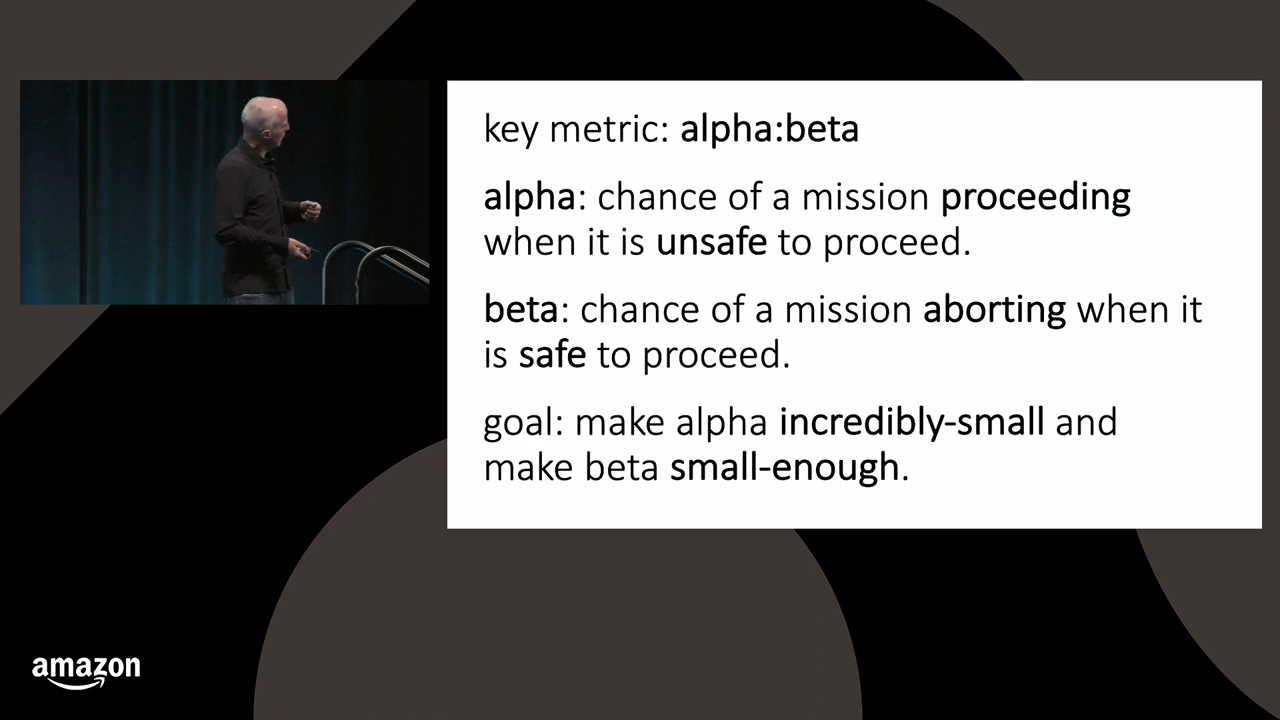 key metric: alpha:beta
alpha: chance of a mission proceeding
when it is unsafe to proceed.
beta: chance of a mission aborting when it
is safe to proceed.
goal: make alpha incredibly-small and
make beta small-enough.
amazon